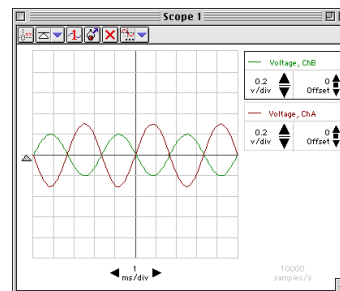 Scope 1
Voltage, ChB
0.2
v/div
0
Offset
Voltage, ChA
0.2
v/div
0
Offset
1
ms/div
10000
samples/s